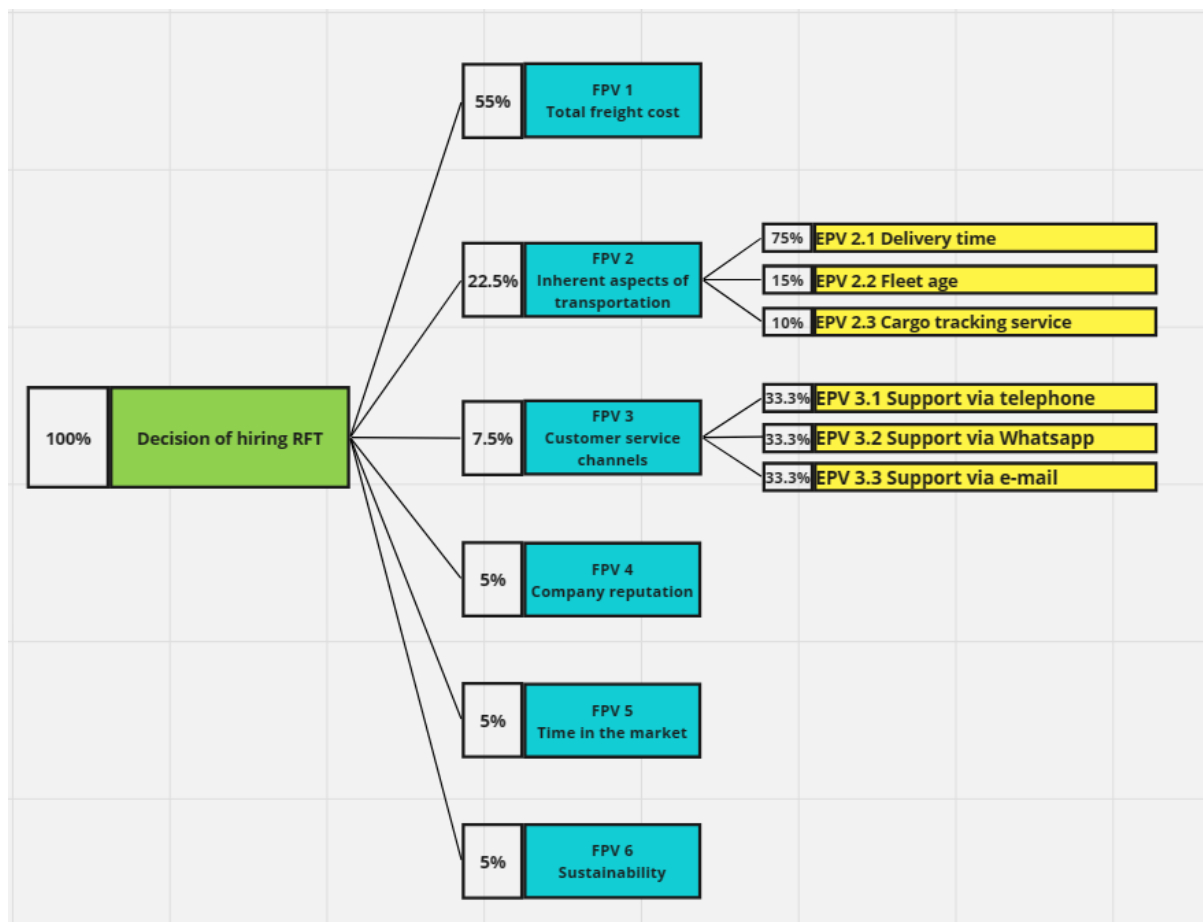 55%
FPV 1
Total freight cost
22.5%
FPV 2
Inherent aspects of
transportation
75%
EPV 2.1 Delivery time
15%
EPV 2.2 Fleet age
10%
EPV 2.3 Cargo tracking service
100%
Decision of hiring RFT
7.5%
FPV 3
Customer service
channels
33.3%
EPV 3.1 Support via telephone
33.3%
EPV 3.2 Support via Whatsapp
33.3%
EPV 3.3 Support via e-mail
5%
FPV 4
Company reputation
5%
FPV 5
Time in the market
5%
FPV 6
Sustainability